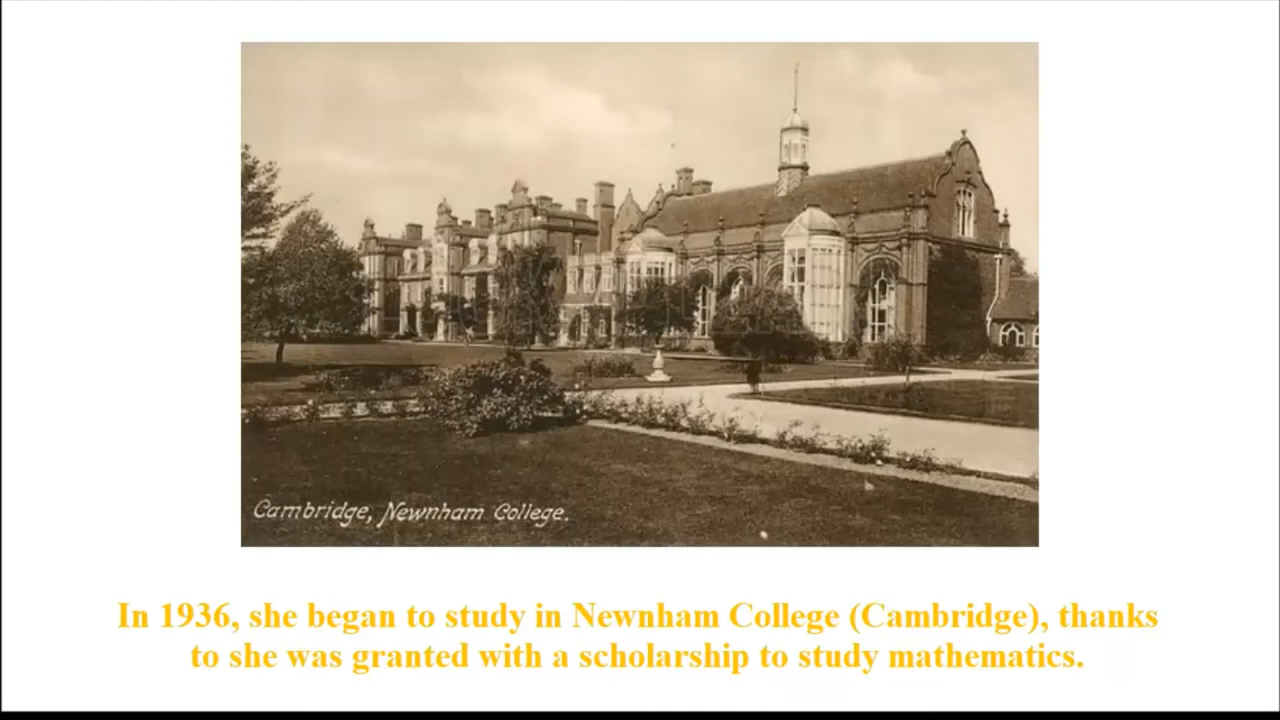 Cambridge, Newnham College.
In 1936, she began to study in Newnham College (Cambridge), thanks
to she was granted with a scholarship to study mathematics.